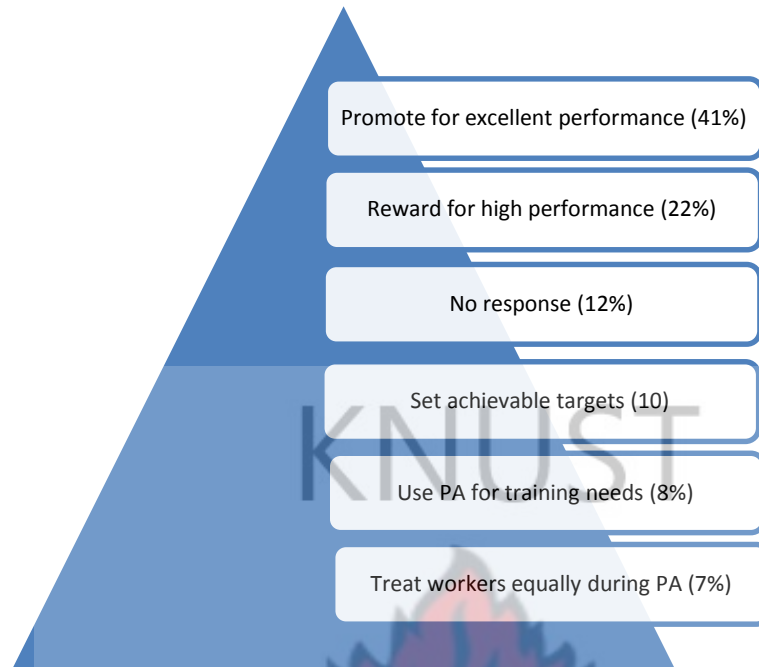 Promote for excellent performance (41%)
Reward for high performance (22%)
No response (12%)
Set achievable targets (10)
KNUST
Use PA for training needs (8%)
Treat workers equally during PA (7%)